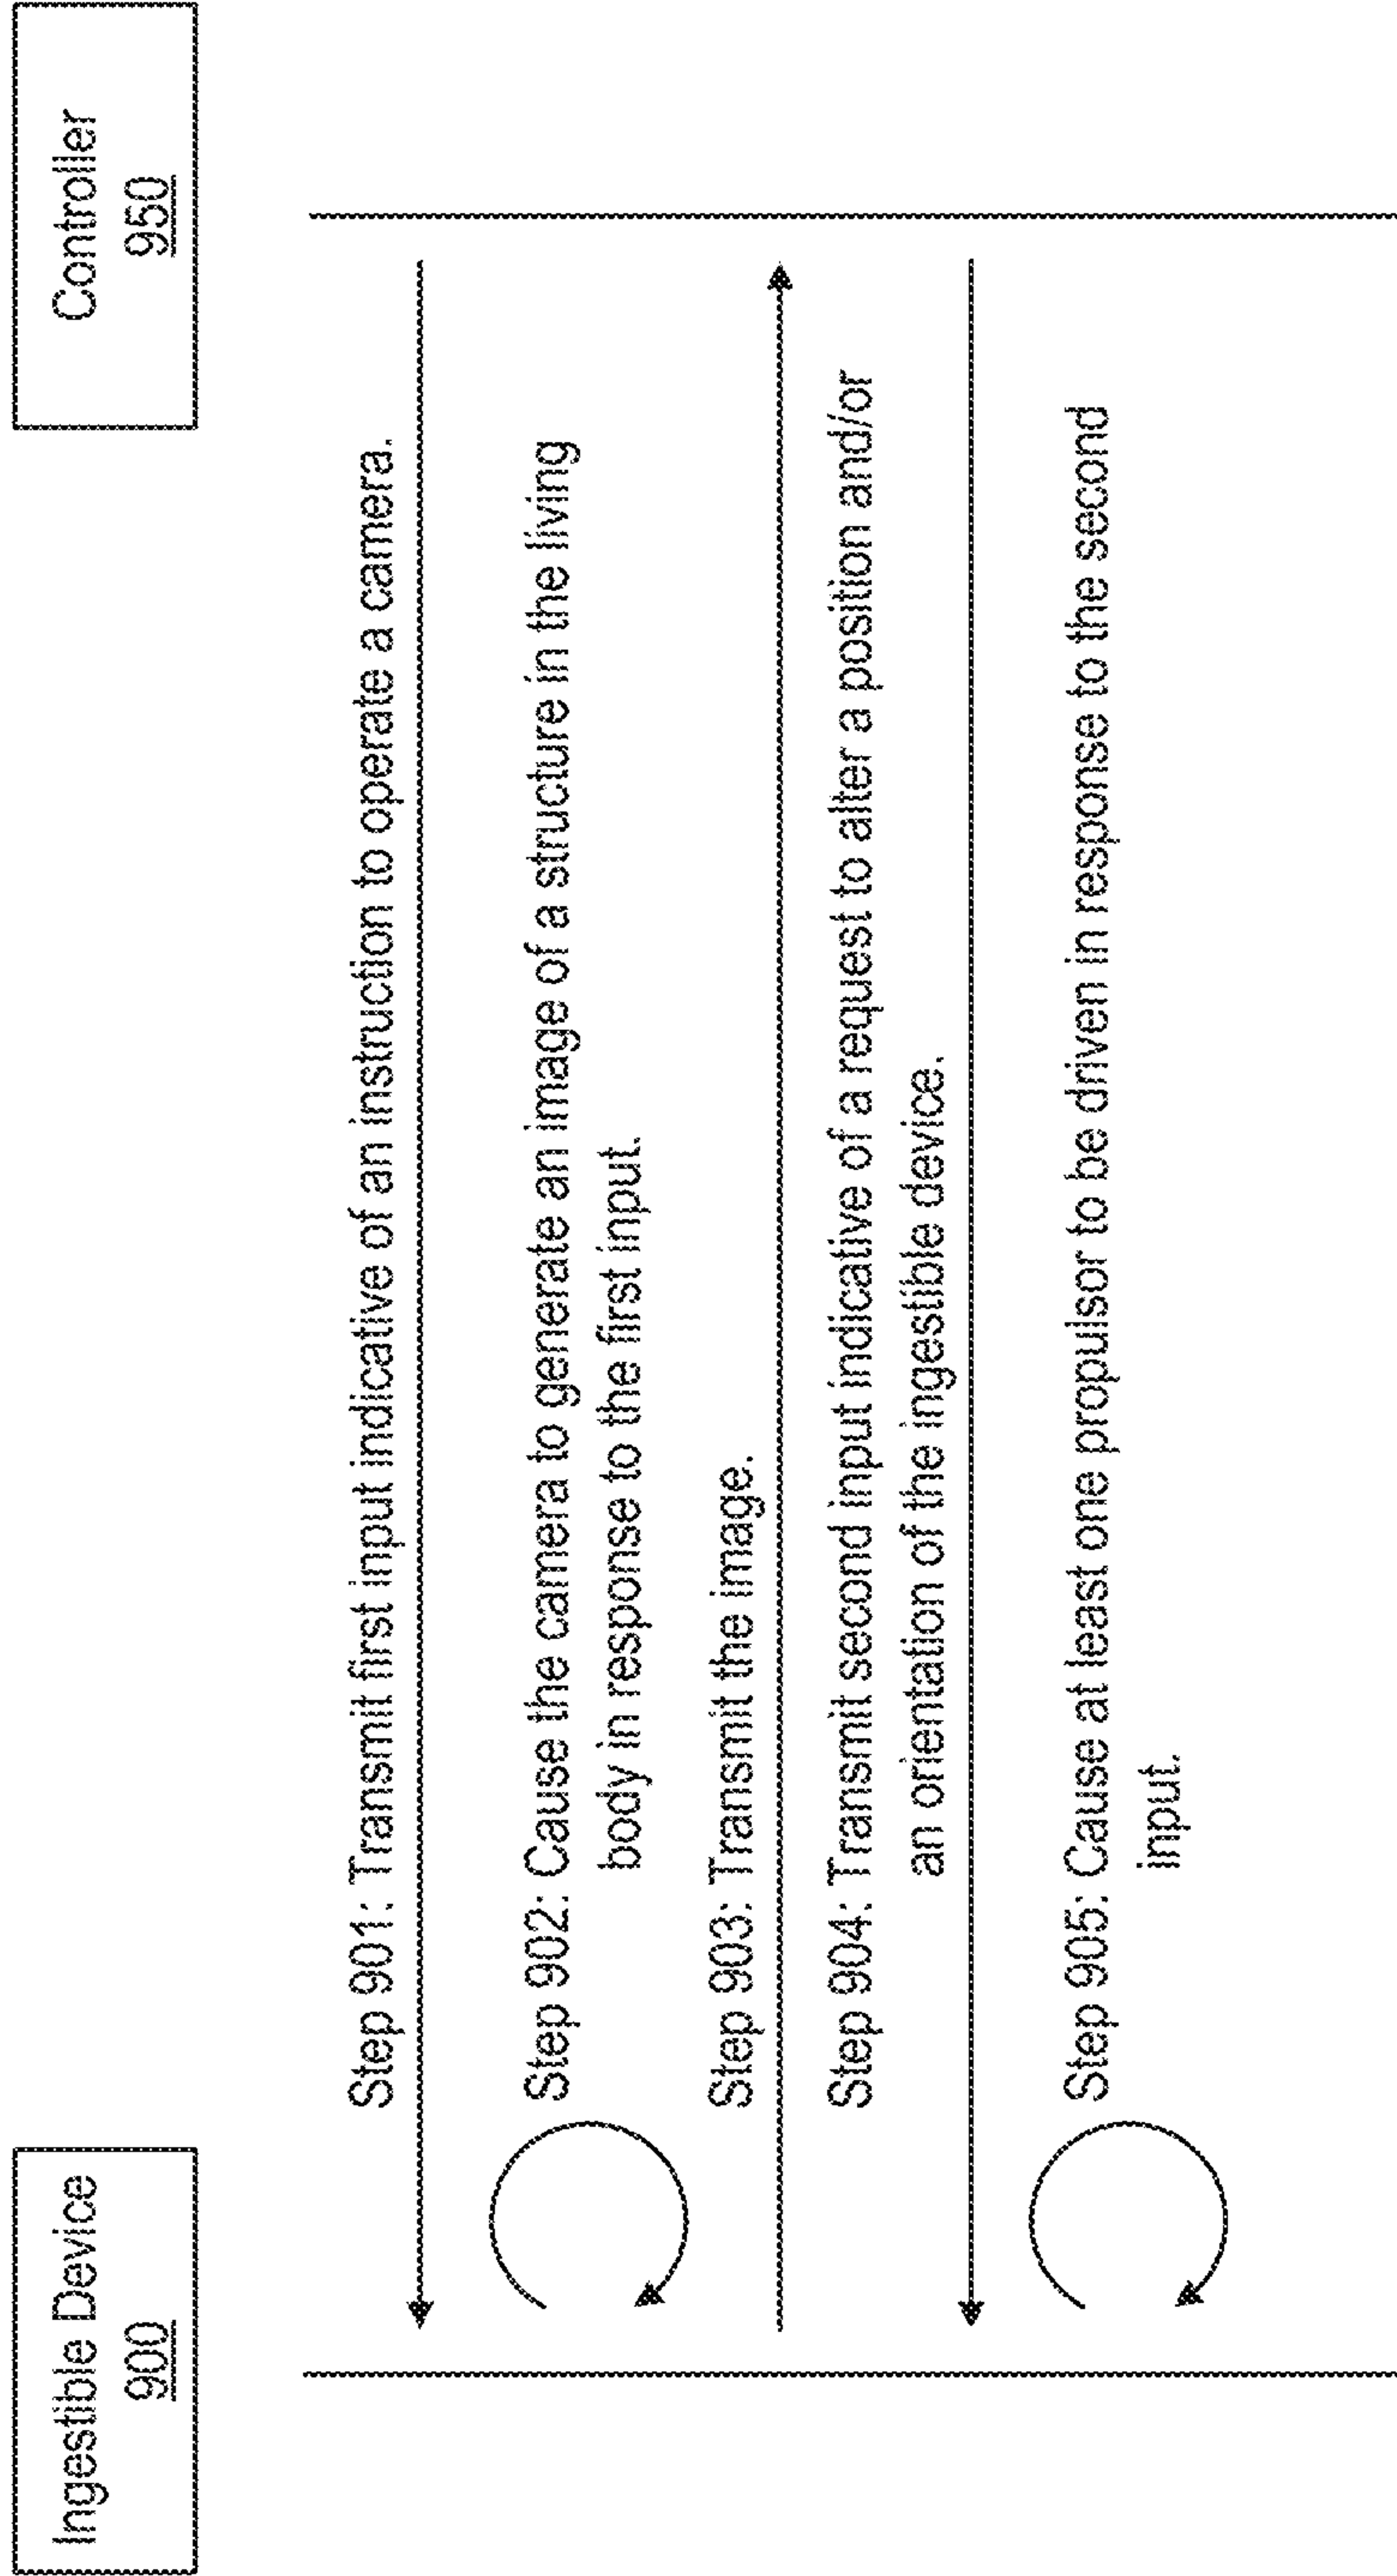 Ingestible Device
900
Controller
950
Step 901: Transmit first input indicative of an instruction to operate a camera.
Step 902: Cause the camera to generate an image of a structure in the living
body in response to the first input.
Step 903: Transmit the image.
Step 904: Transmit second input indicative of a request to alter a position and/or
an orientation of the ingestible device.
Step 905: Cause at least one propulsor to be driven in response to the second
input.